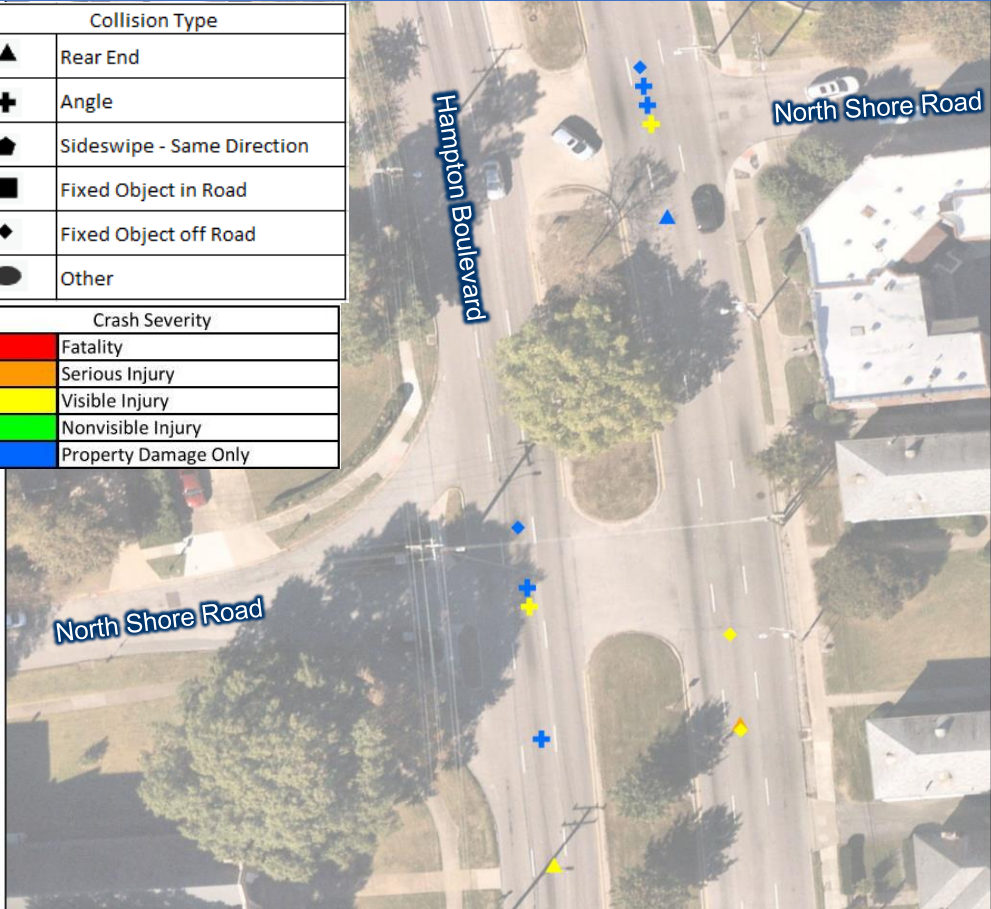 Collision Type
Rear End
Angle
Sideswipe - Same Direction
Fixed Object in Road
Fixed Object off Road
Other
Crash Severity
Fatality
Serious Injury
Visible Injury
Nonvisible Injury
Property Damage Only
Hampton Boulevard
North Shore Road
North Shore Road